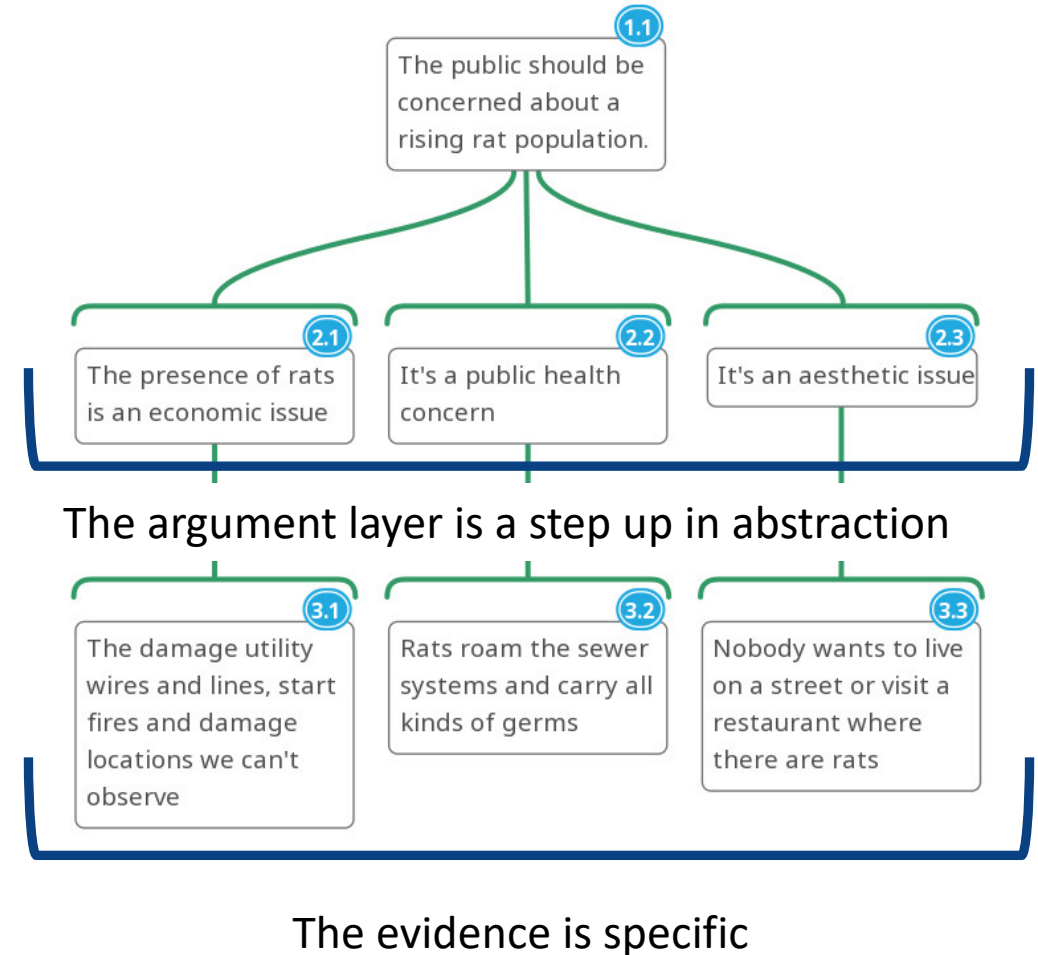 1.1
The public should be
concerned about a
rising rat population.
2.1
The presence of rats
is an economic issue
2.2
It's a public health
concern
2.3
It's an aesthetic issue
The argument layer is a step up in abstraction
3.1
The damage utility
wires and lines, start
fires and damage
locations we can't
observe
3.2
Rats roam the sewer
systems and carry all
kinds of germs
3.3
Nobody wants to live
on a street or visit a
restaurant where
there are rats
The evidence is specific